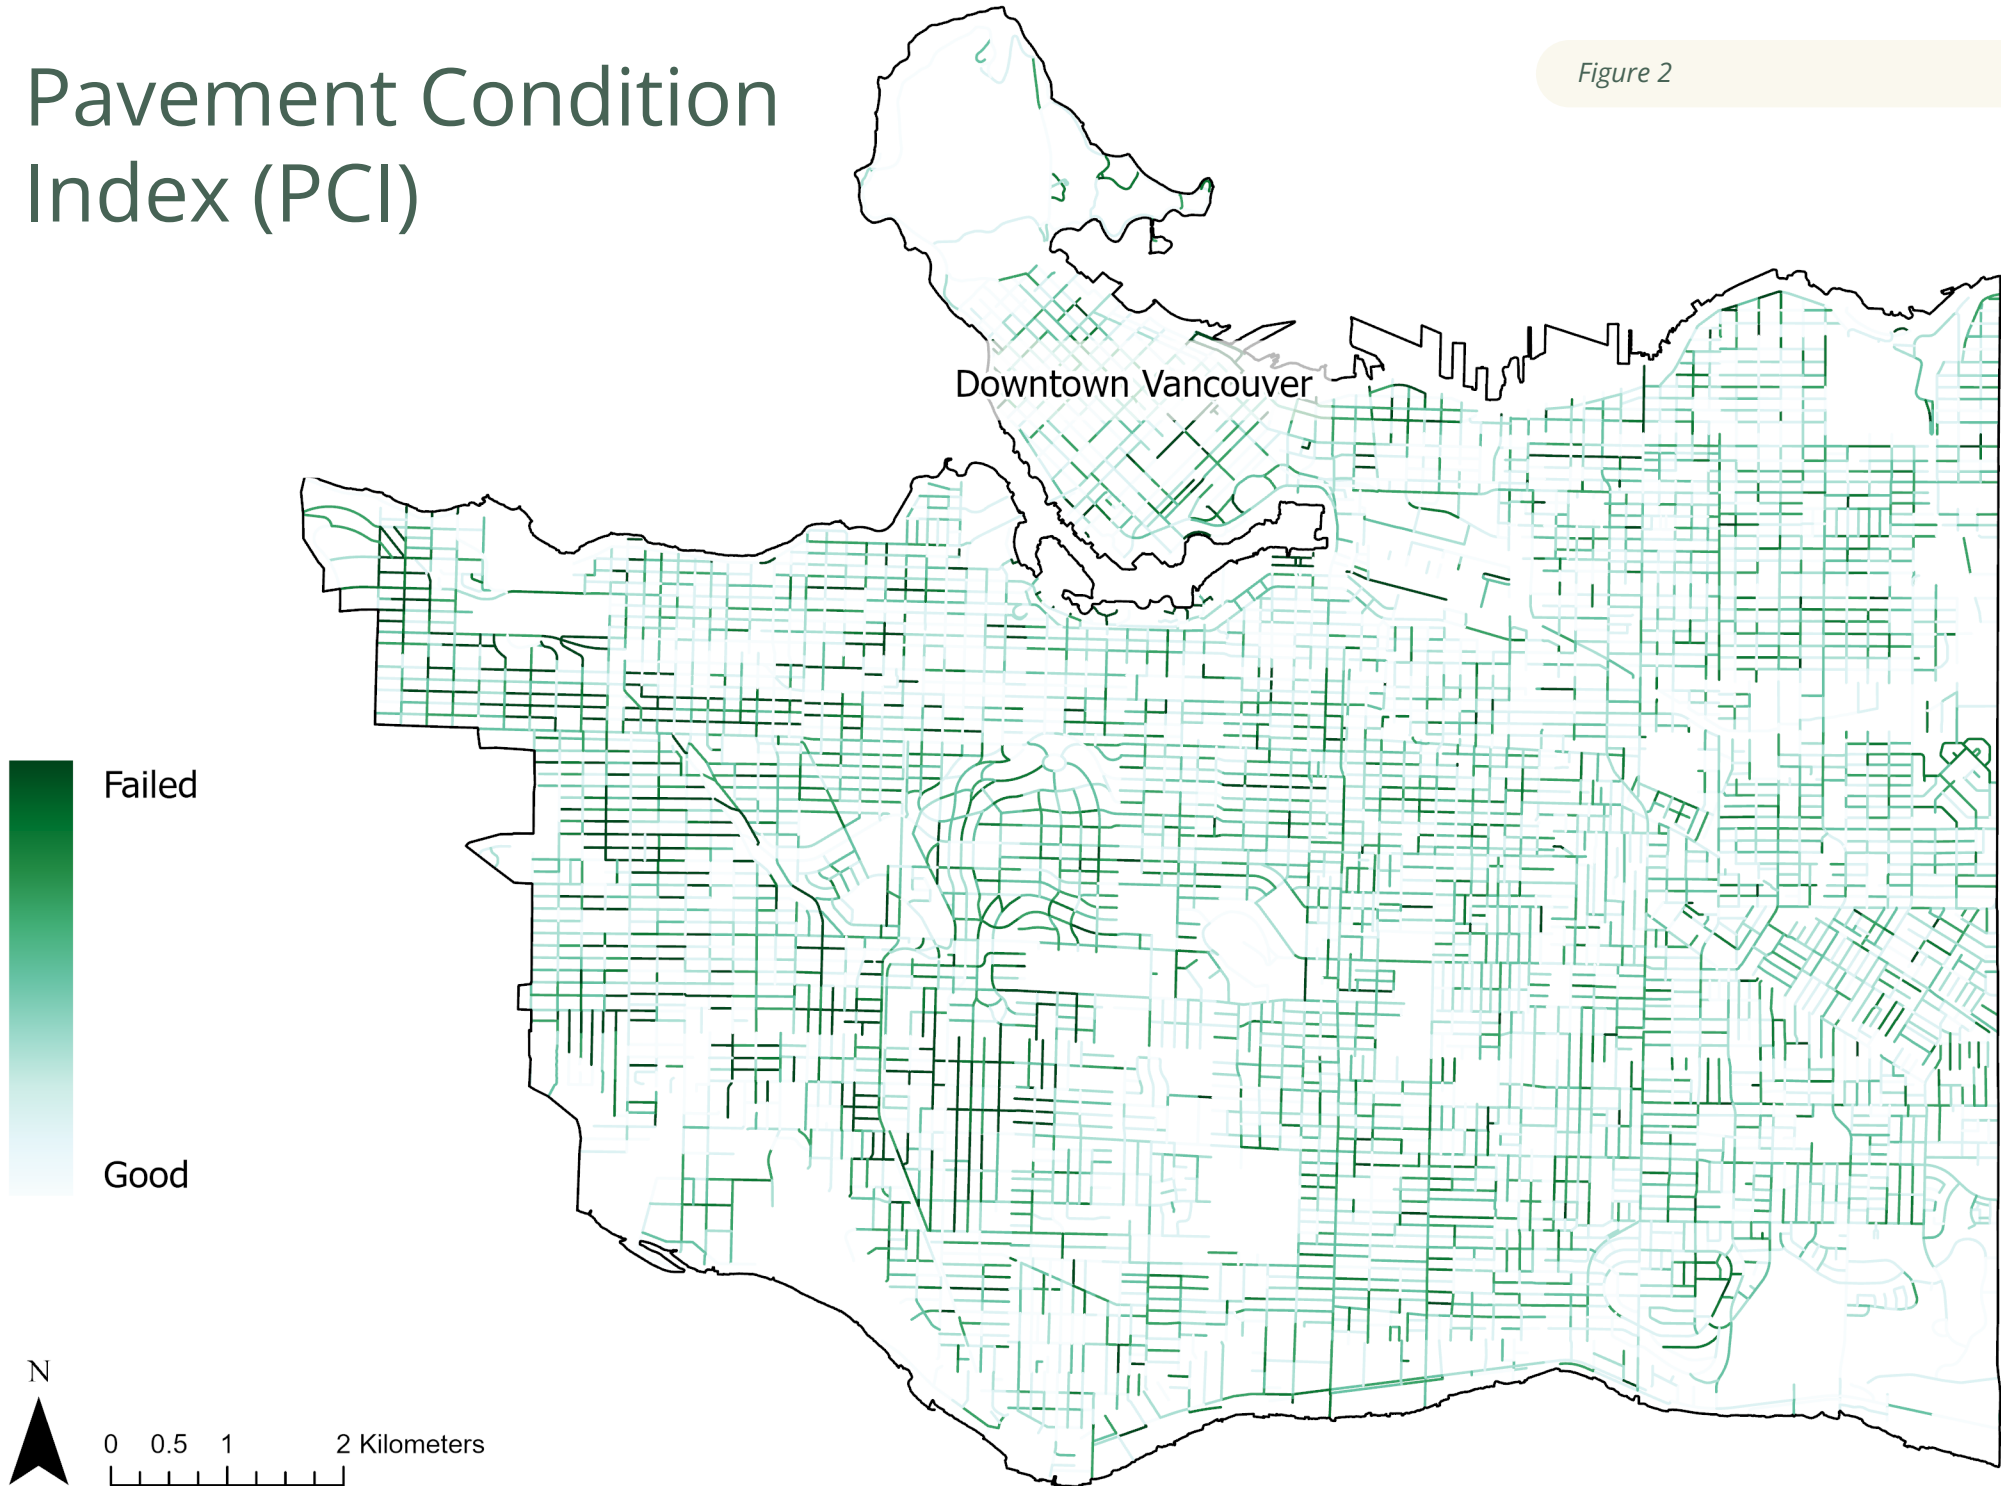 Pavement Condition
Index (PCI)
Figure 2
Downtown Vancouver
Failed
Good
N
0 0.5 1 2 Kilometers